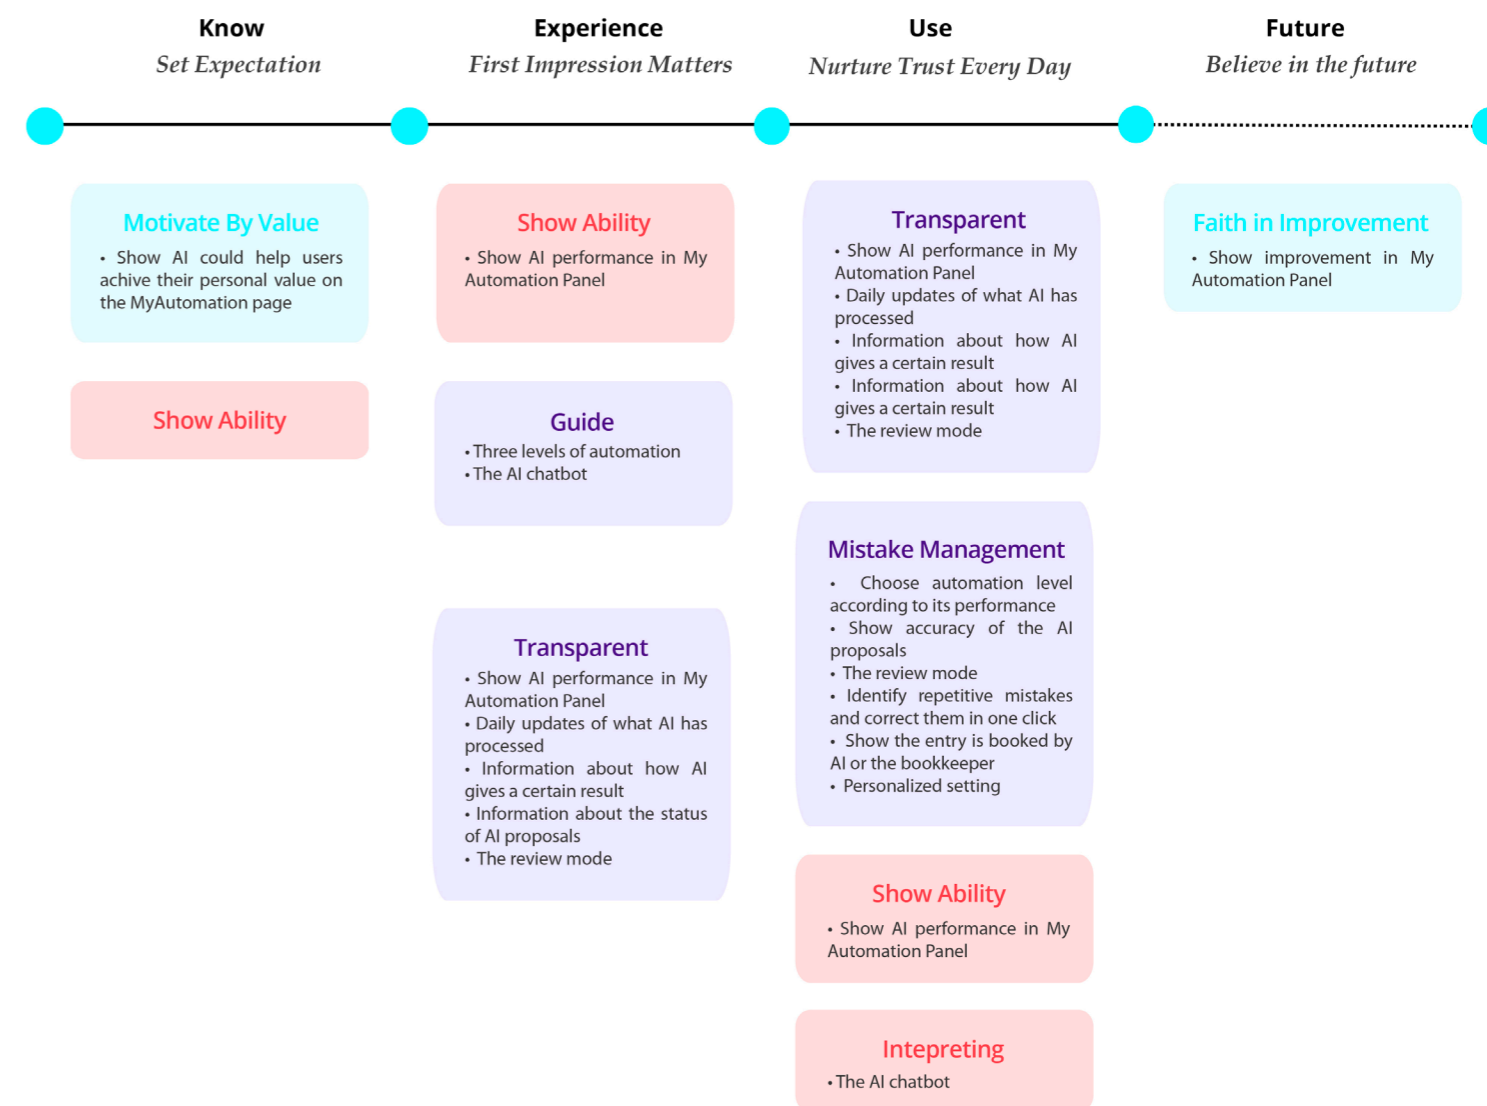 Know
Set Expectation
Experience
First Impression Matters
Use
Nurture Trust Every Day
Future
Believe in the future
Motivate By Value
• Show AI could help users
achive their personal value on
the MyAutomation page
Show Ability
Show Ability
• Show AI performance in My
Automation Panel
Guide
• Three levels of automation
• The AI chatbot
Transparent
• Show AI performance in My
Automation Panel
• Daily updates of what AI has
processed
• Information about how AI
gives a certain result
• Information about the status
of AI proposals
• The review mode
Transparent
• Show AI performance in My
Automation Panel
• Daily updates of what AI has
processed
• Information about how AI
gives a certain result
• Information about how AI
gives a certain result
• The review mode
Mistake Management
• Choose automation level
according to its performance
• Show accuracy of the AI
proposals
• The review mode
• Identify repetitive mistakes
and correct them in one click
• Show the entry is booked by
AI or the bookkeeper
• Personalized setting
Show Ability
• Show AI performance in My
Automation Panel
Intepreting
• The AI chatbot
Faith in Improvement
• Show improvement in My
Automation Panel